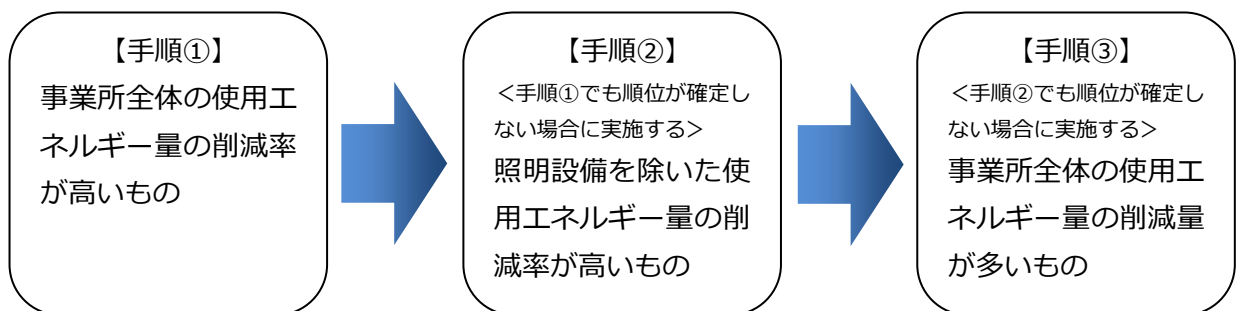 【手順①】
事業所全体の使用エ
ネルギー量の削減率
が高いもの
【手順②】
<手順①でも順位が確定し
ない場合に実施する>
照明設備を除いた使
用エネルギー量の削
減率が高いもの
【手順③】
<手順②でも順位が確定し
ない場合に実施する>
事業所全体の使用エ
ネルギー量の削減量
が多いもの